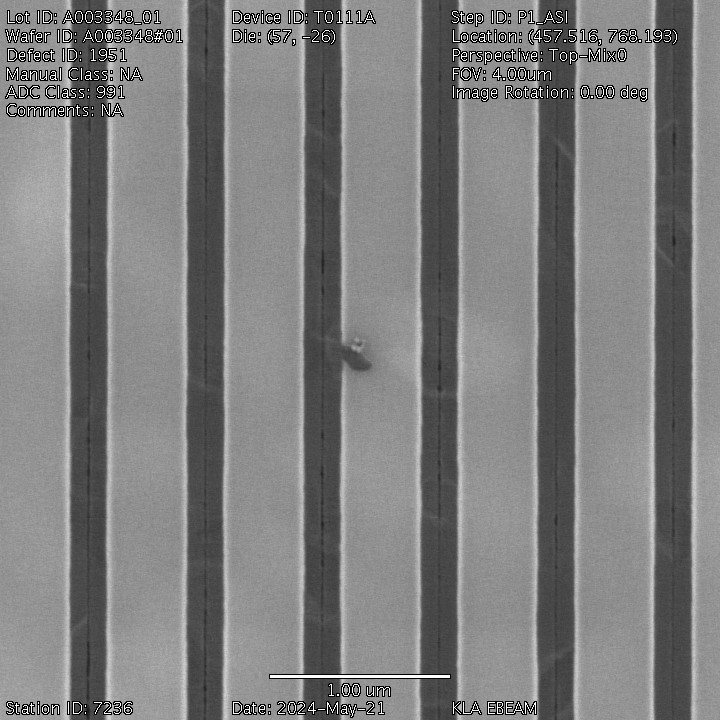 Lot ID: A003348_01
Device ID: T0111A
Step ID: P1_ASI
Wafer ID: A003348#01
Die: (57, -26)
Location: (457.516, 768.193)
Defect ID: 1951
Perspective: Top-Mix0
Manual Class: NA
FOV: 4.00um
ADC Class: 991
Image Rotation: 0.00 deg
Comments: NA
1.00 um
Station ID: 7236
Date: 2024-May-21
KLA EBEAM